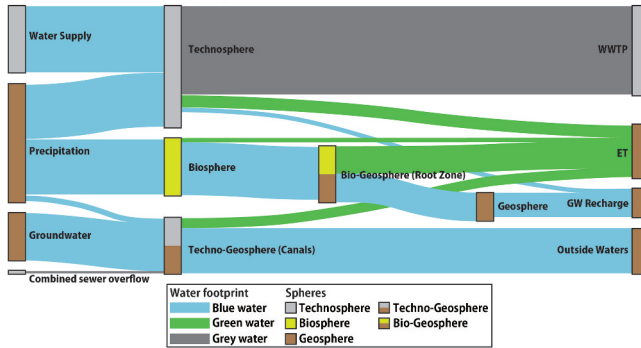 Water Supply
Technosphere
WWTP
Precipitation
Biosphere
Bio-Geosphere (Root Zone)
ET
Geosphere
GW Recharge
Groundwater
Techno-Geosphere (Canals)
Outside Waters
Combined sewer overflow
Water footprint
Spheres
Blue water
Technosphere
Techno-Geosphere
Green water
Biosphere
Bio-Geosphere
Grey water
Geosphere